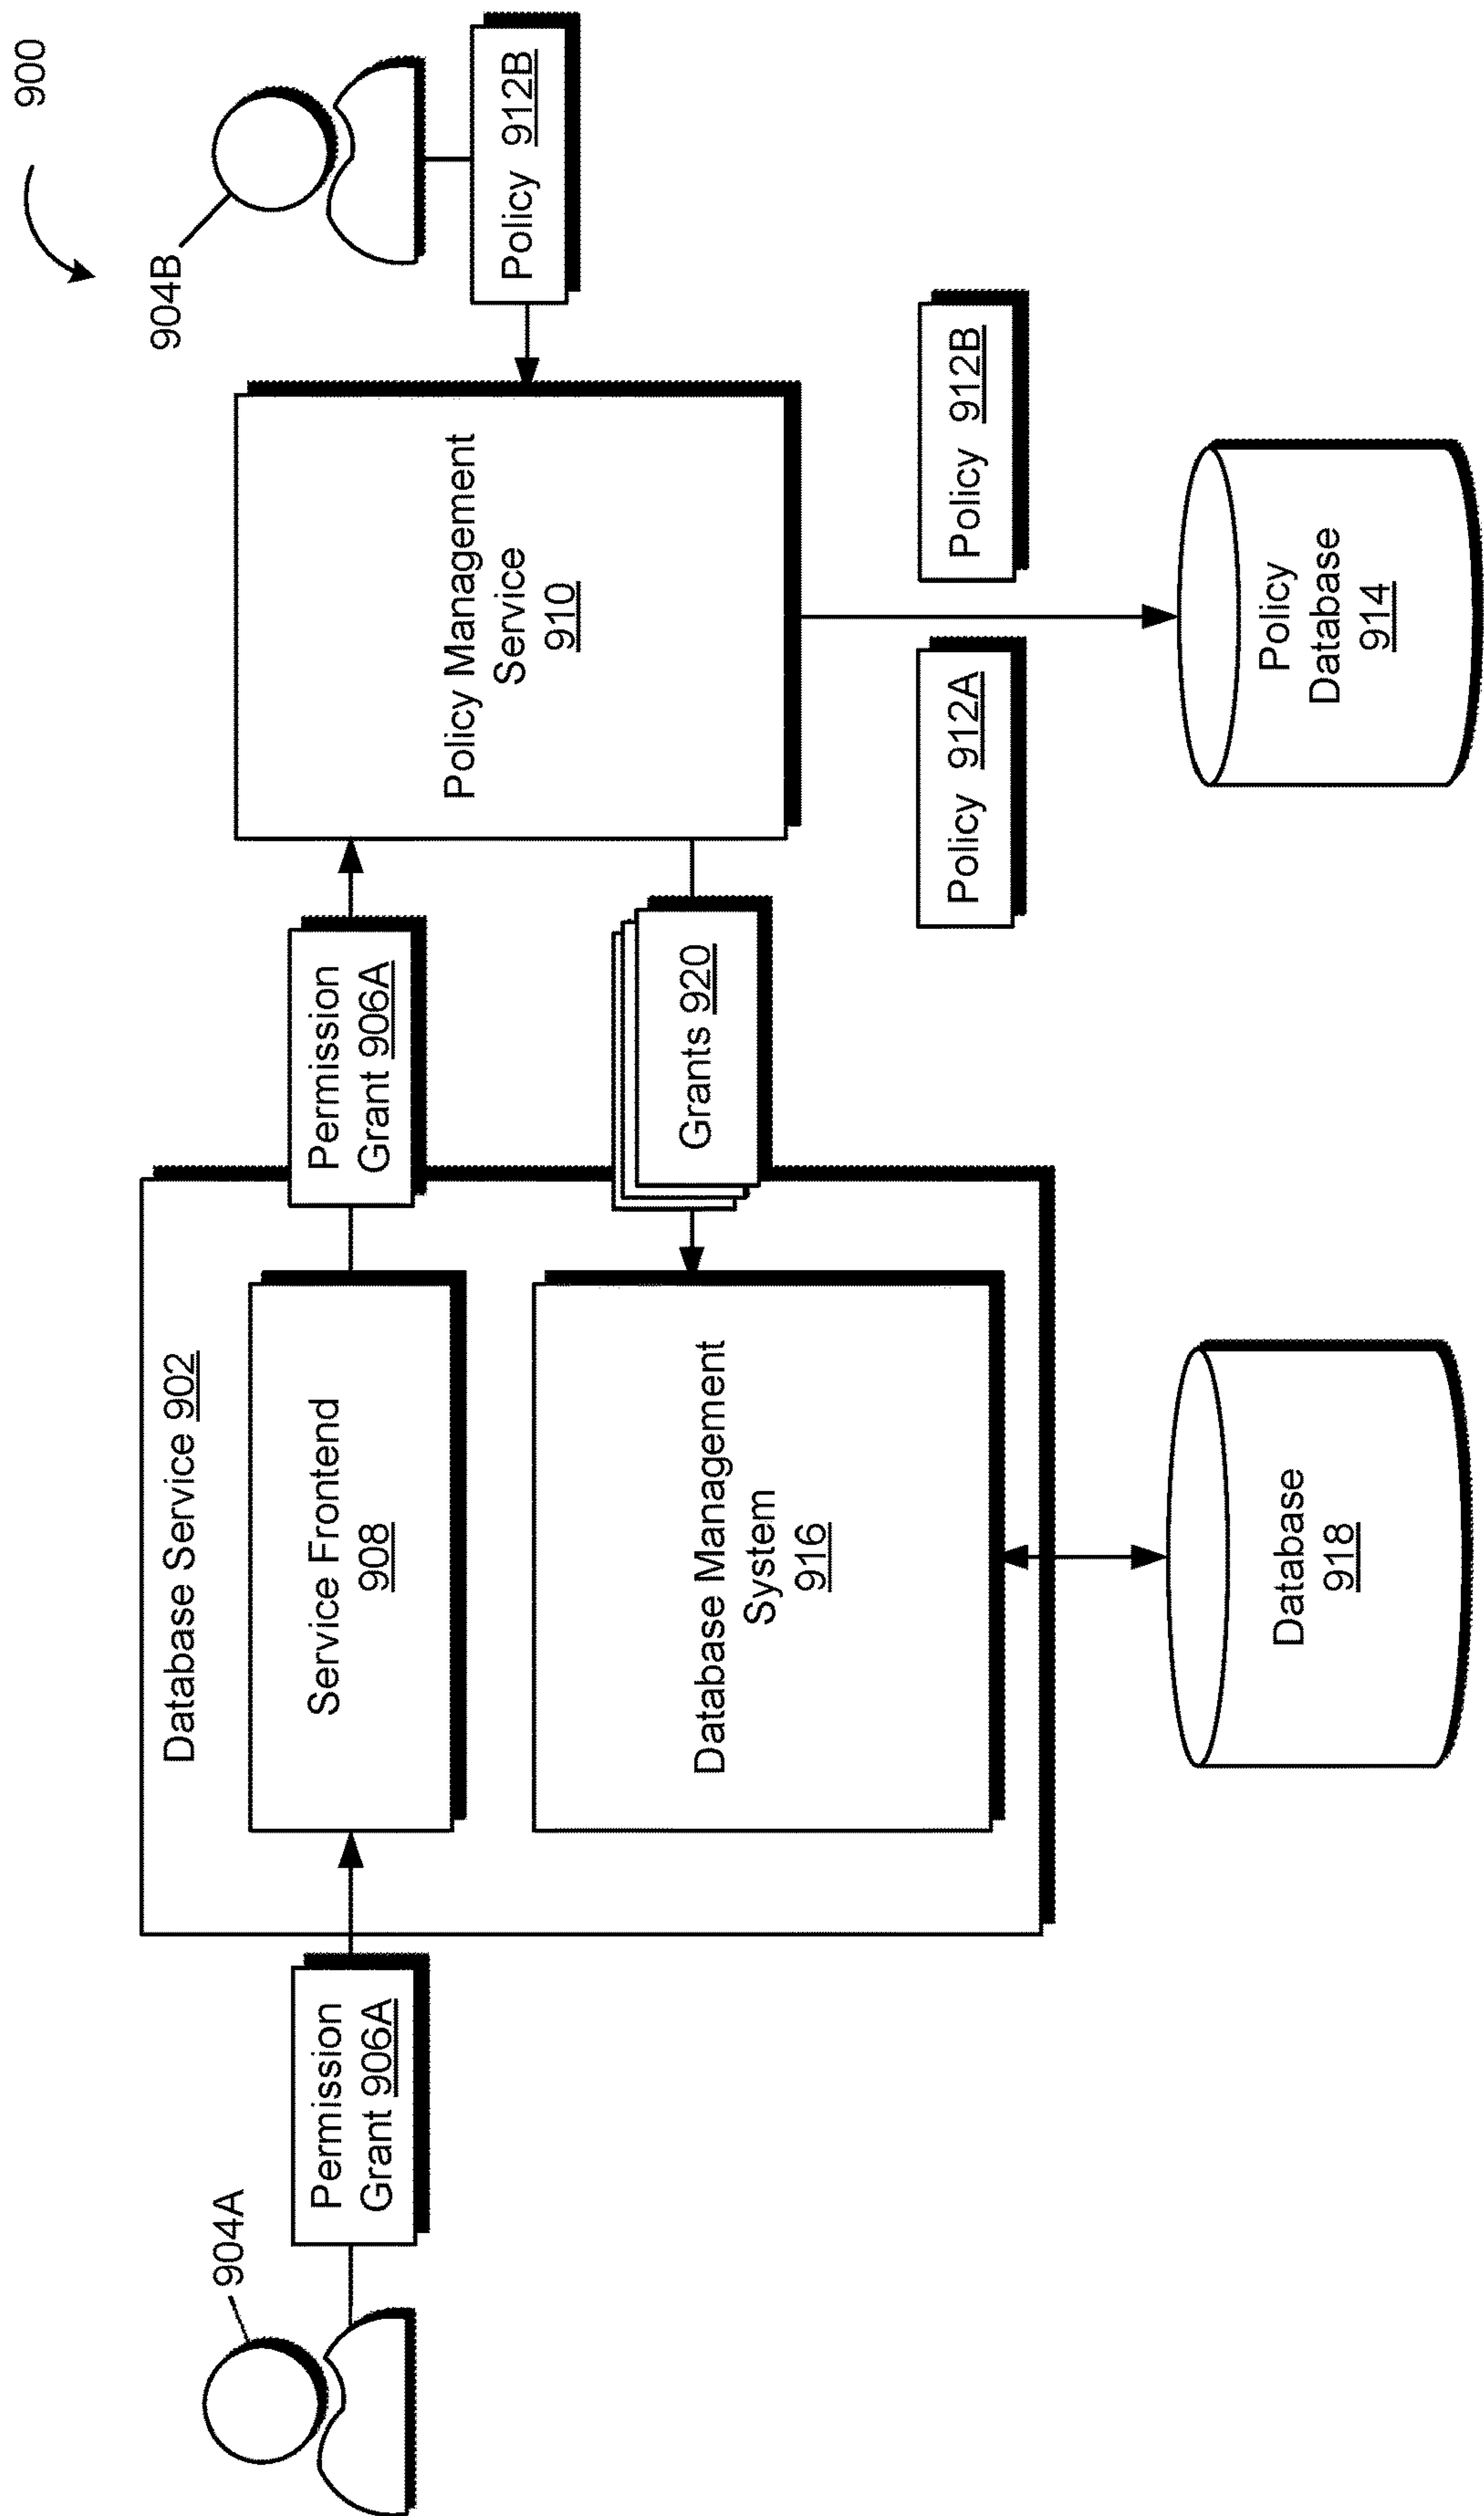 900
904A
Permission
Grant 906A
Database Service 902
Service Frontend
908
Database Management
System
916
Database
918
Permission
Grant 906A
Grants 920
Policy Management
Service
910
Policy 912A
Policy 912B
Policy
Database
914
904B
Policy 912B